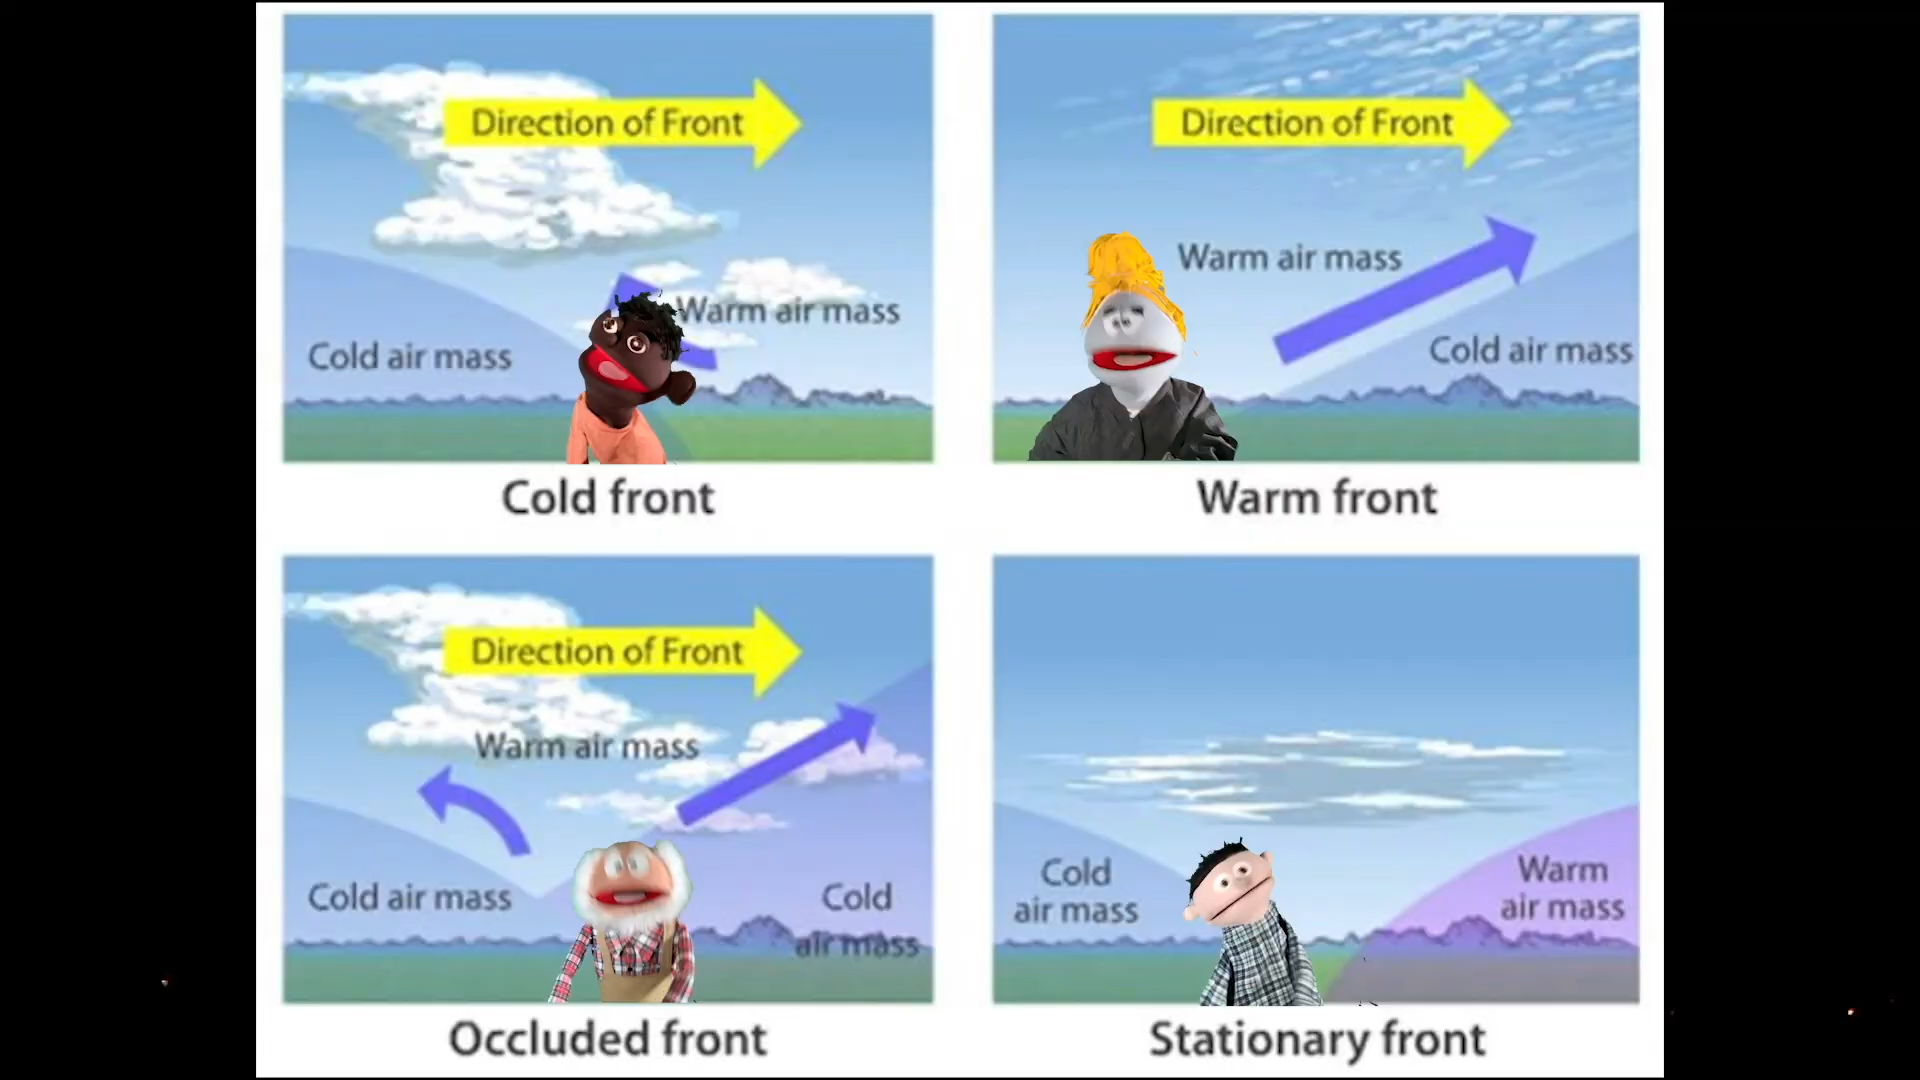 Direction of Front
Warm air mass
Cold air mass
Cold front
Direction of Front
Warm air mass
Cold air mass
Warm front
Direction of Front
Warm air mass
Cold air mass
Cold
air mass
Occluded front
Cold
air mass
Warm
air mass
Stationary front